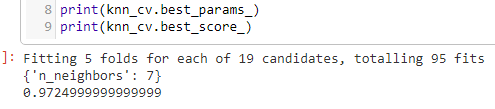 8 print(knn_cv.best_params_)
9 print(knn_cv.best_score_)
]: Fitting 5 folds for each of 19 candidates, totalling 95 fits
{'n_neighbors': 7}
0.9724999999999999